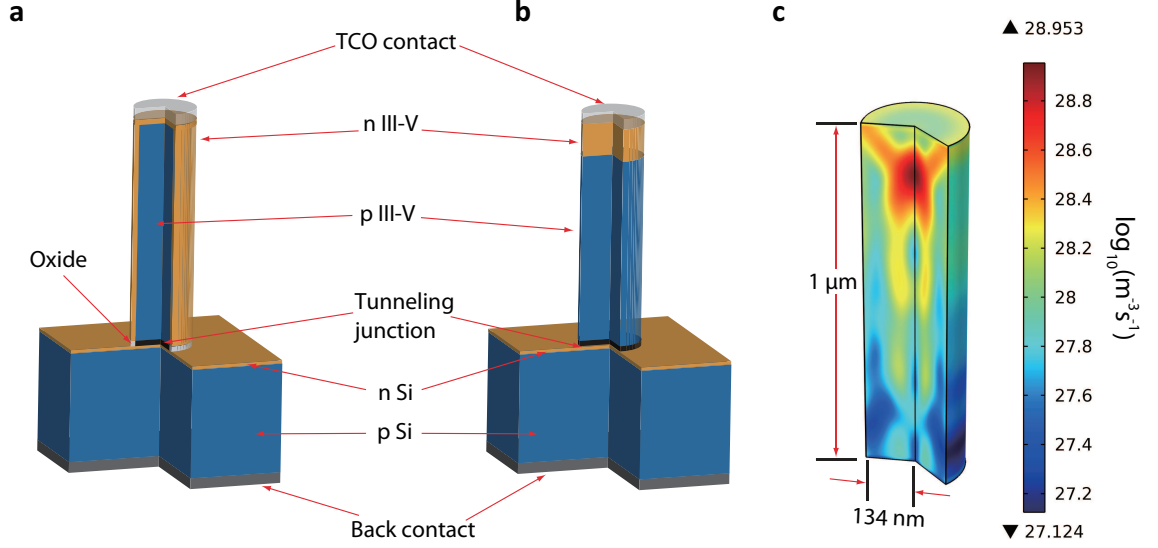 a
b
c
TCO contact
n III-V
p III-V
Oxide
Tunneling
junction
n Si
p Si
Back contact
1 µm
134 nm
▲ 28.953
28.8
28.6
28.4
28.2
28
27.8
27.6
27.4
27.2
▼ 27.124
log₁₀(m⁻³s⁻¹)